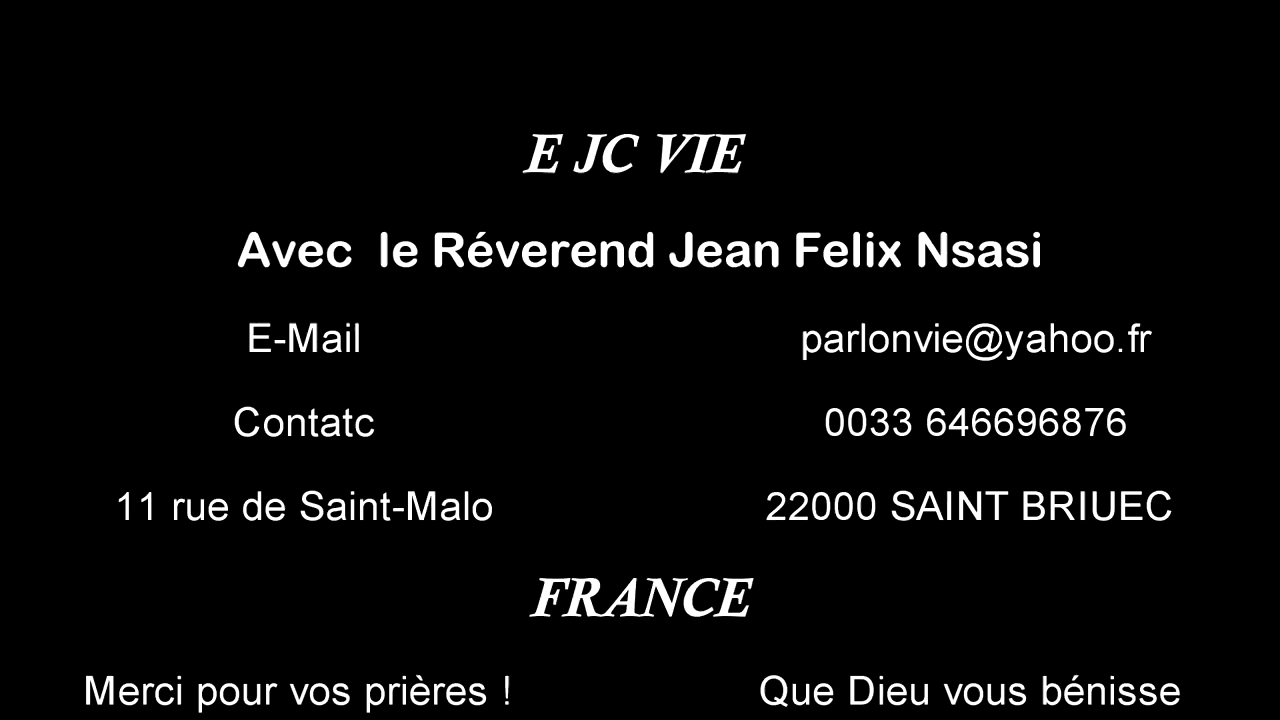 E JC VIE
Avec le Réverend Jean Felix Nsasi
E-Mail parlonvie@yahoo.fr
Contatc 0033 646696876
11 rue de Saint-Malo 22000 SAINT BRIUEC
FRANCE
Merci pour vos prières ! Que Dieu vous bénisse